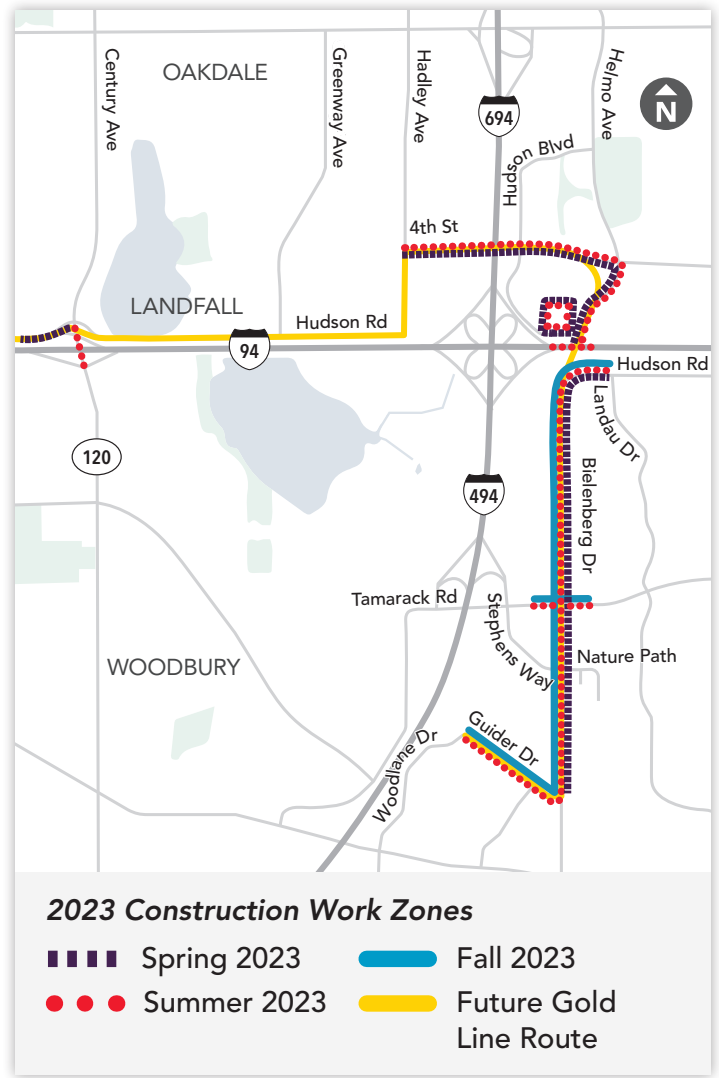 Century Ave
OAKDALE
Greenway Ave
Hadley Ave
694
Helmo Ave
N
Hudson Blvd
4th St
LANDFALL
Hudson Rd
94
Hudson Rd
Landau Dr
120
494
Bielenberg Dr
Tamarack Rd
Stephens Way
Nature Path
WOODBURY
Guider Dr
Woodlane Dr
2023 Construction Work Zones
Spring 2023
Fall 2023
Summer 2023
Future Gold
Line Route